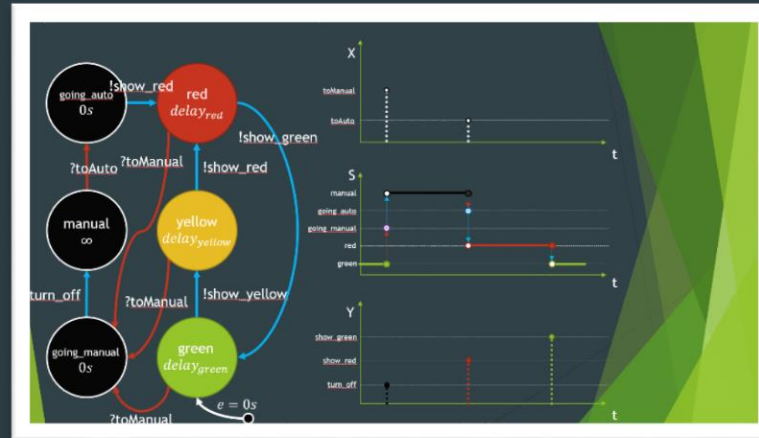 !show_red
going_auto
0s
red
delay_red
!show_green
?toAuto
?toManual
!show_red
manual
∞
yellow
delay_yellow
turn_off
?toManual
!show_yellow
going_manual
0s
green
delay_green
?toManual
e = 0s
X
toManual
toAuto
t
S
manual
going_auto
going_manual
red
green
t
Y
show_green
show_red
turn_off
t